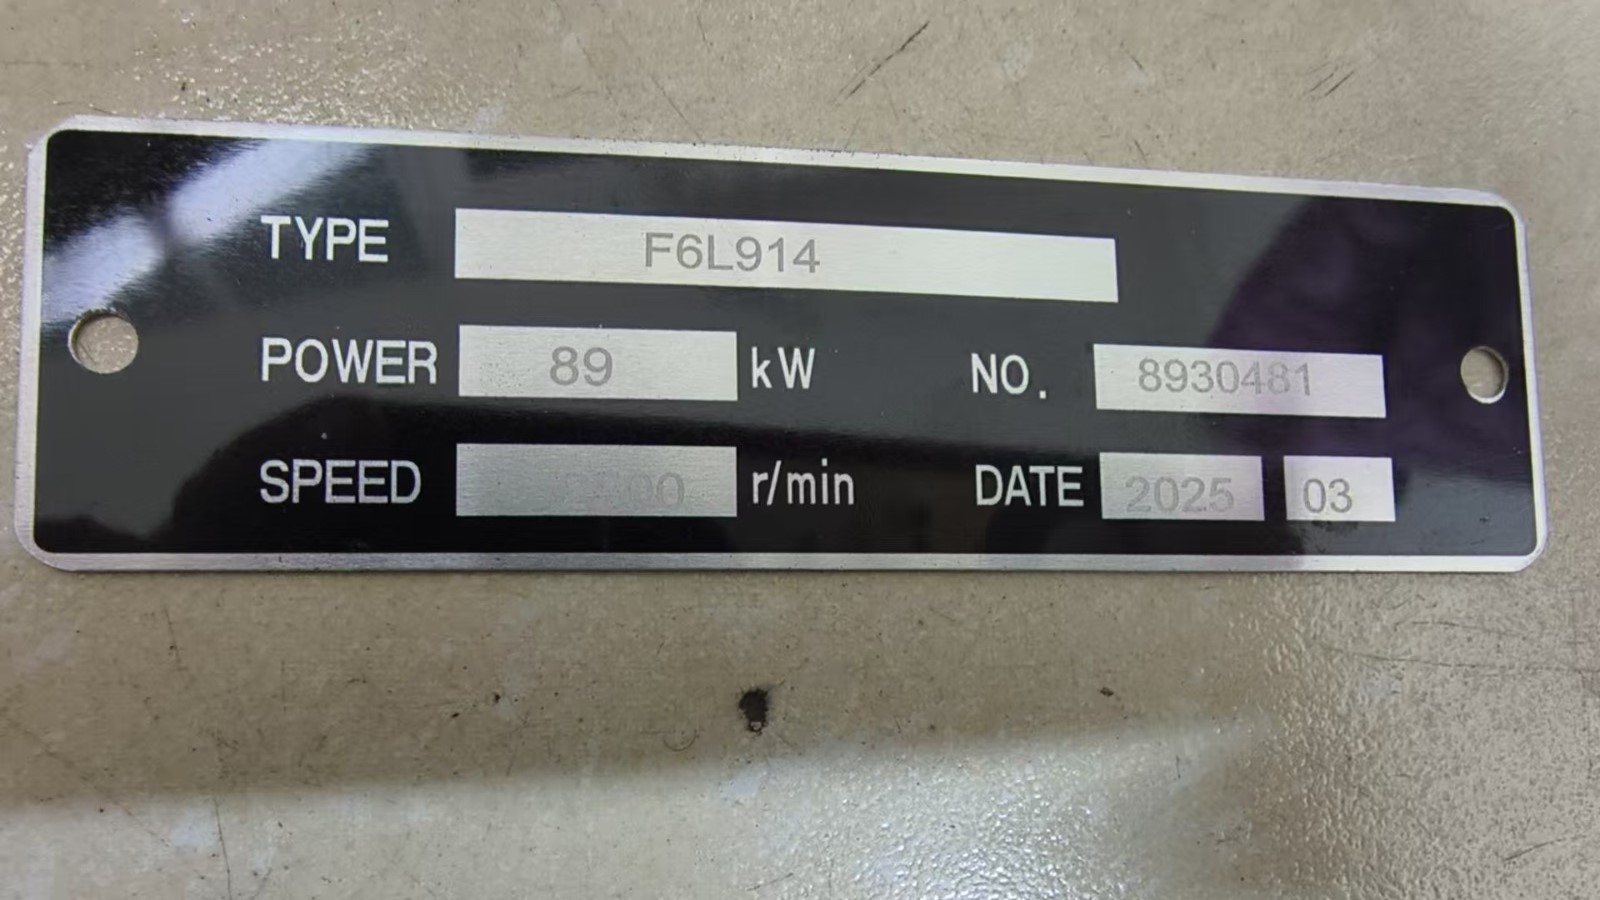 TYPE F6L914
POWER 89 kW NO. 8930481
SPEED r/min DATE 2025 03